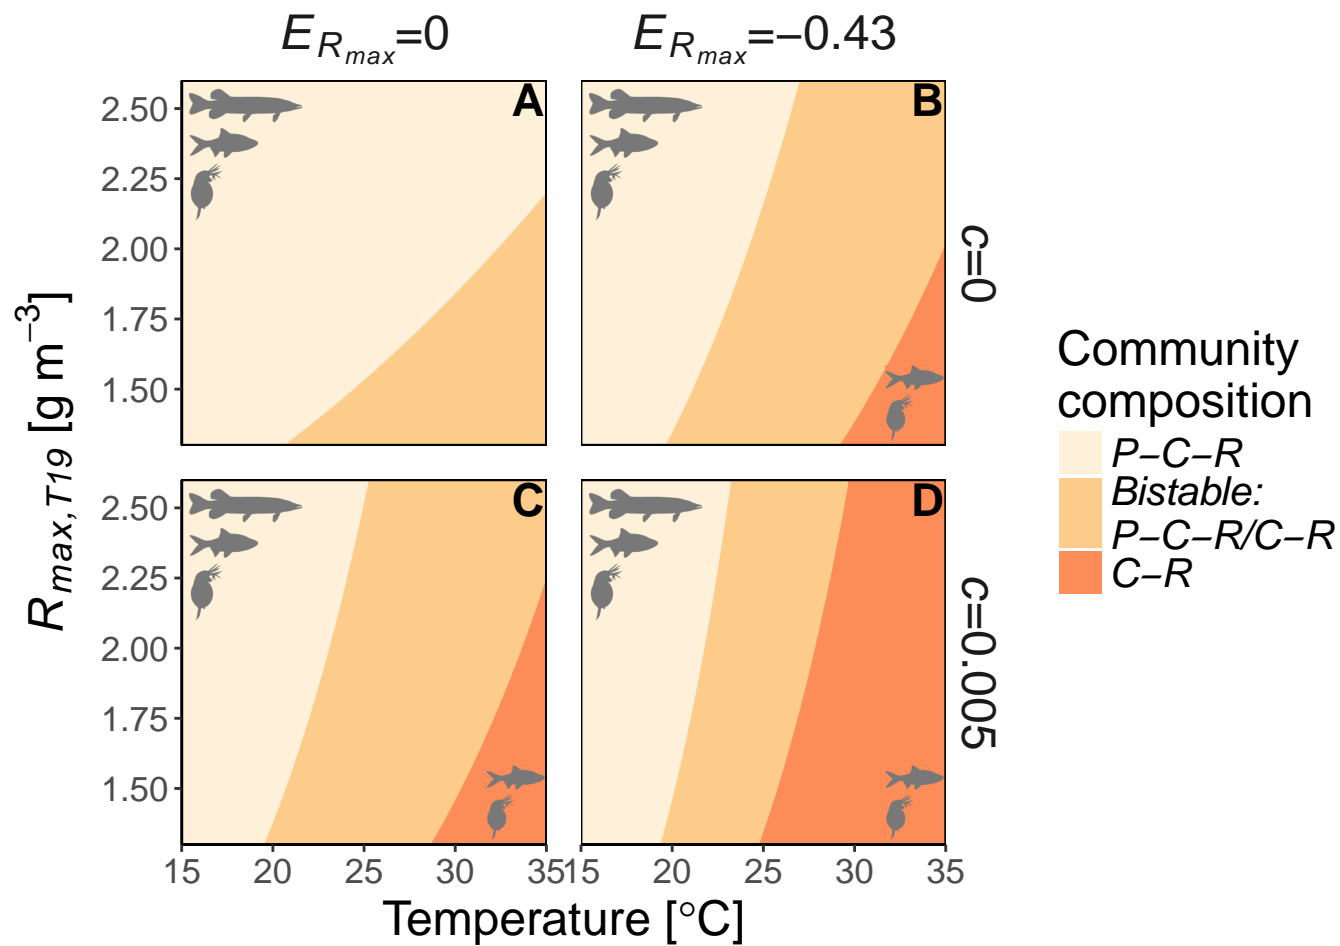 E_{R_{max}}=0
E_{R_{max}}=−0.43
A
B
C
D
c=0
c=0.005
R_{max, T19} [g m^{−3}]
2.50
2.25
2.00
1.75
1.50
2.50
2.25
2.00
1.75
1.50
15 20 25 30 35
15 20 25 30 35
Temperature [°C]
Community
composition
P−C−R
Bistable:
P−C−R/C−R
C−R